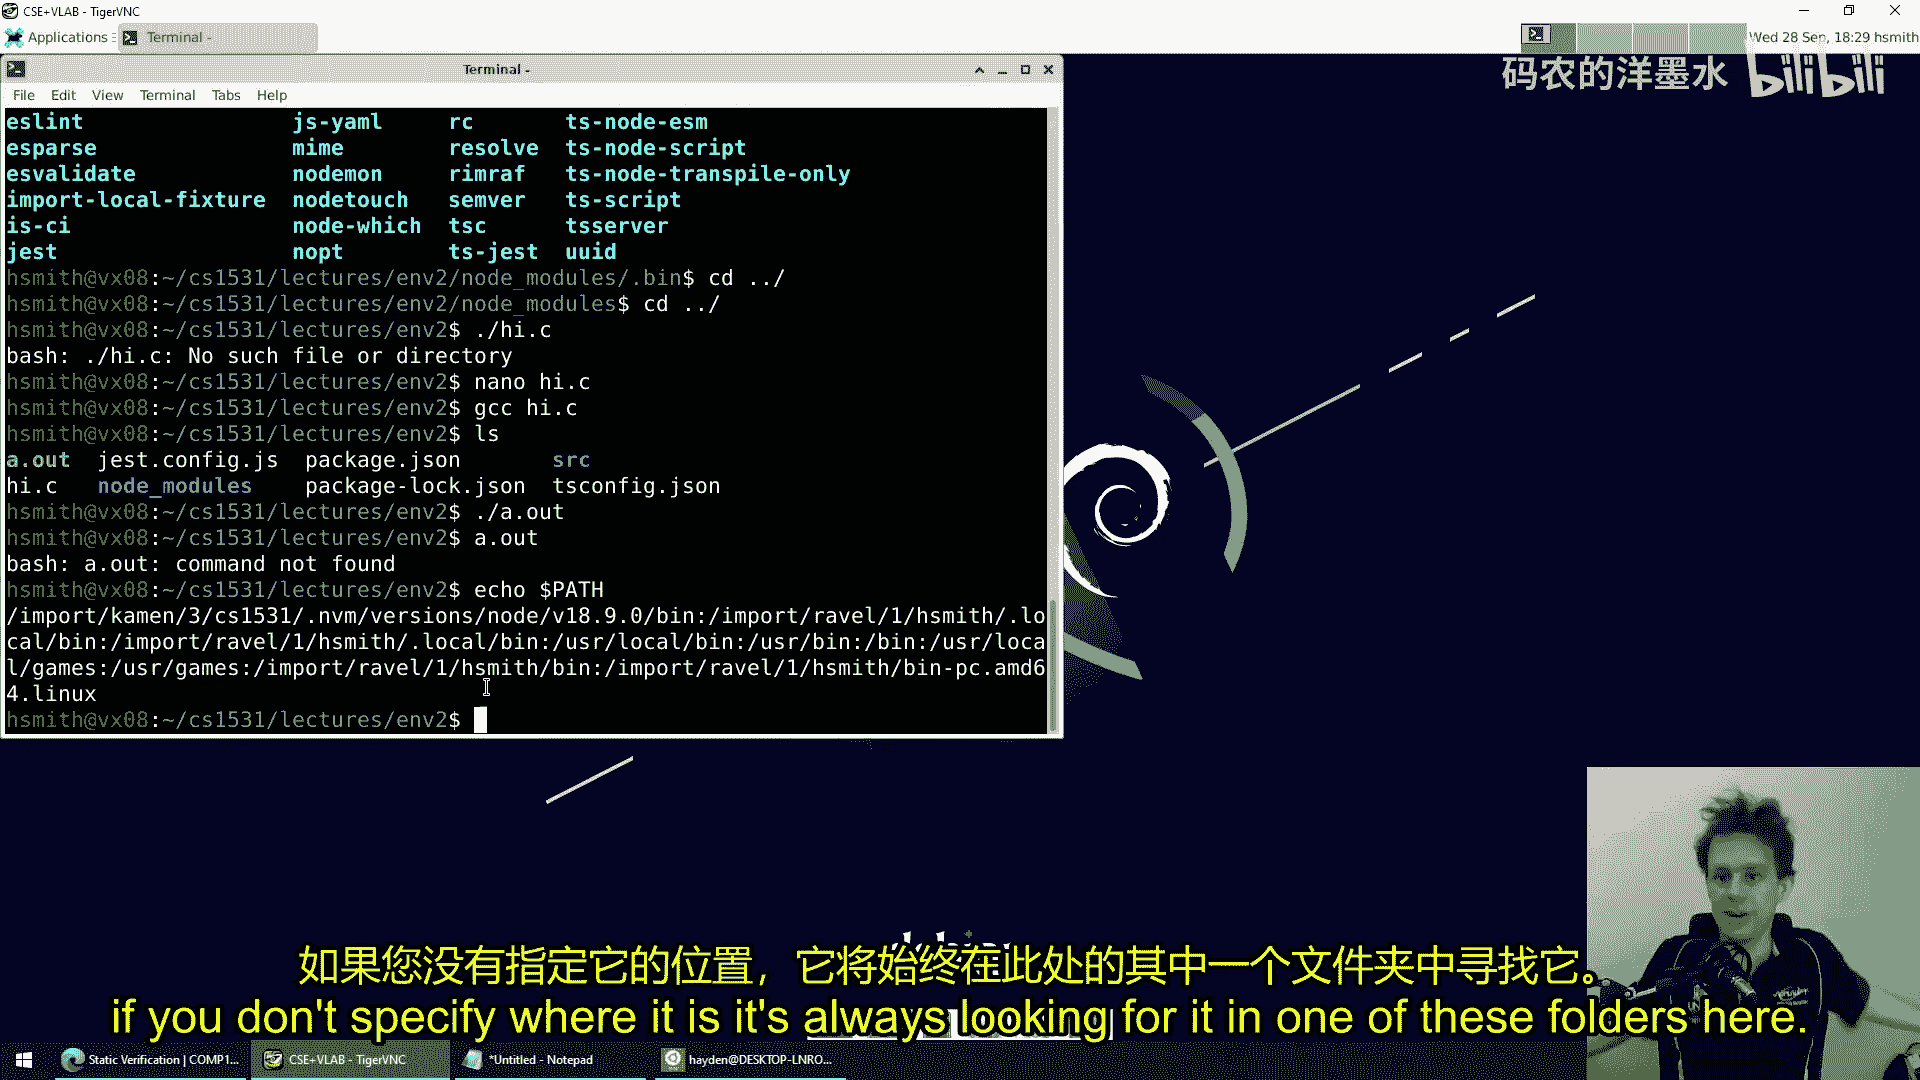 CSE+VLAB - TigerVNC
Applications
Terminal -
Wed 28 Sep, 18:29 hsmith
码农的洋墨水 bilibili
Terminal -
File Edit View Terminal Tabs Help
eslint js-yaml rc ts-node-esm
esparse mime resolve ts-node-script
esvalidate nodemon rimraf ts-node-transpile-only
import-local-fixture nodetouch semver ts-script
is-ci node-which tsc tsserver
jest nopt ts-jest uuid
hsmith@vx08:~/cs1531/lectures/env2/node_modules/.bin$ cd ../
hsmith@vx08:~/cs1531/lectures/env2/node_modules$ cd ../
hsmith@vx08:~/cs1531/lectures/env2$ ./hi.c
bash: ./hi.c: No such file or directory
hsmith@vx08:~/cs1531/lectures/env2$ nano hi.c
hsmith@vx08:~/cs1531/lectures/env2$ gcc hi.c
hsmith@vx08:~/cs1531/lectures/env2$ ls
a.out jest.config.js package.json src
hi.c node_modules package-lock.json tsconfig.json
hsmith@vx08:~/cs1531/lectures/env2$ ./a.out
hsmith@vx08:~/cs1531/lectures/env2$ a.out
bash: a.out: command not found
hsmith@vx08:~/cs1531/lectures/env2$ echo $PATH
/import/kamen/3/cs1531/.nvm/versions/node/v18.9.0/bin:/import/ravel/1/hsmith/.lo
cal/bin:/import/ravel/1/hsmith/.local/bin:/usr/local/bin:/usr/bin:/bin:/usr/loca
l/games:/usr/games:/import/ravel/1/hsmith/bin:/import/ravel/1/hsmith/bin-pc.amd6
4.linux
hsmith@vx08:~/cs1531/lectures/env2$
如果您没有指定它的位置，它将始终在此处的其中一个文件夹中寻找它。
if you don't specify where it is it's always looking for it in one of these folders here.
Static Verification | COMP1... CSE+VLAB - TigerVNC *Untitled - Notepad hayden@DESKTOP-LNRO...